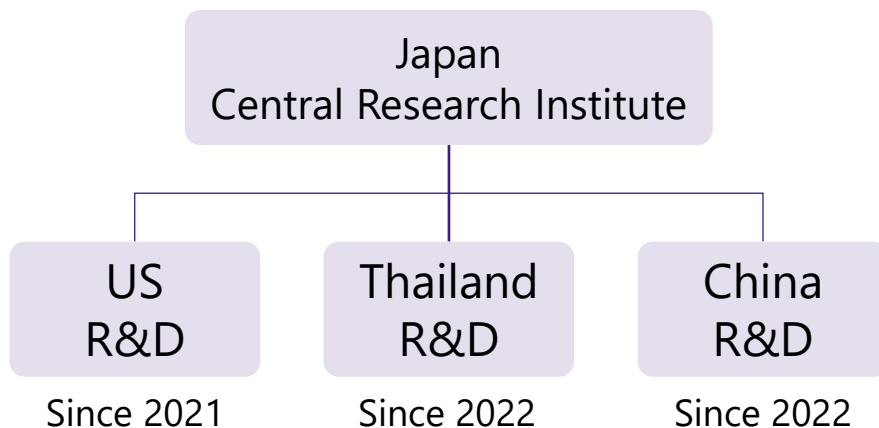 Japan
Central Research Institute
US
R&D
Thailand
R&D
China
R&D
Since 2021
Since 2022
Since 2022